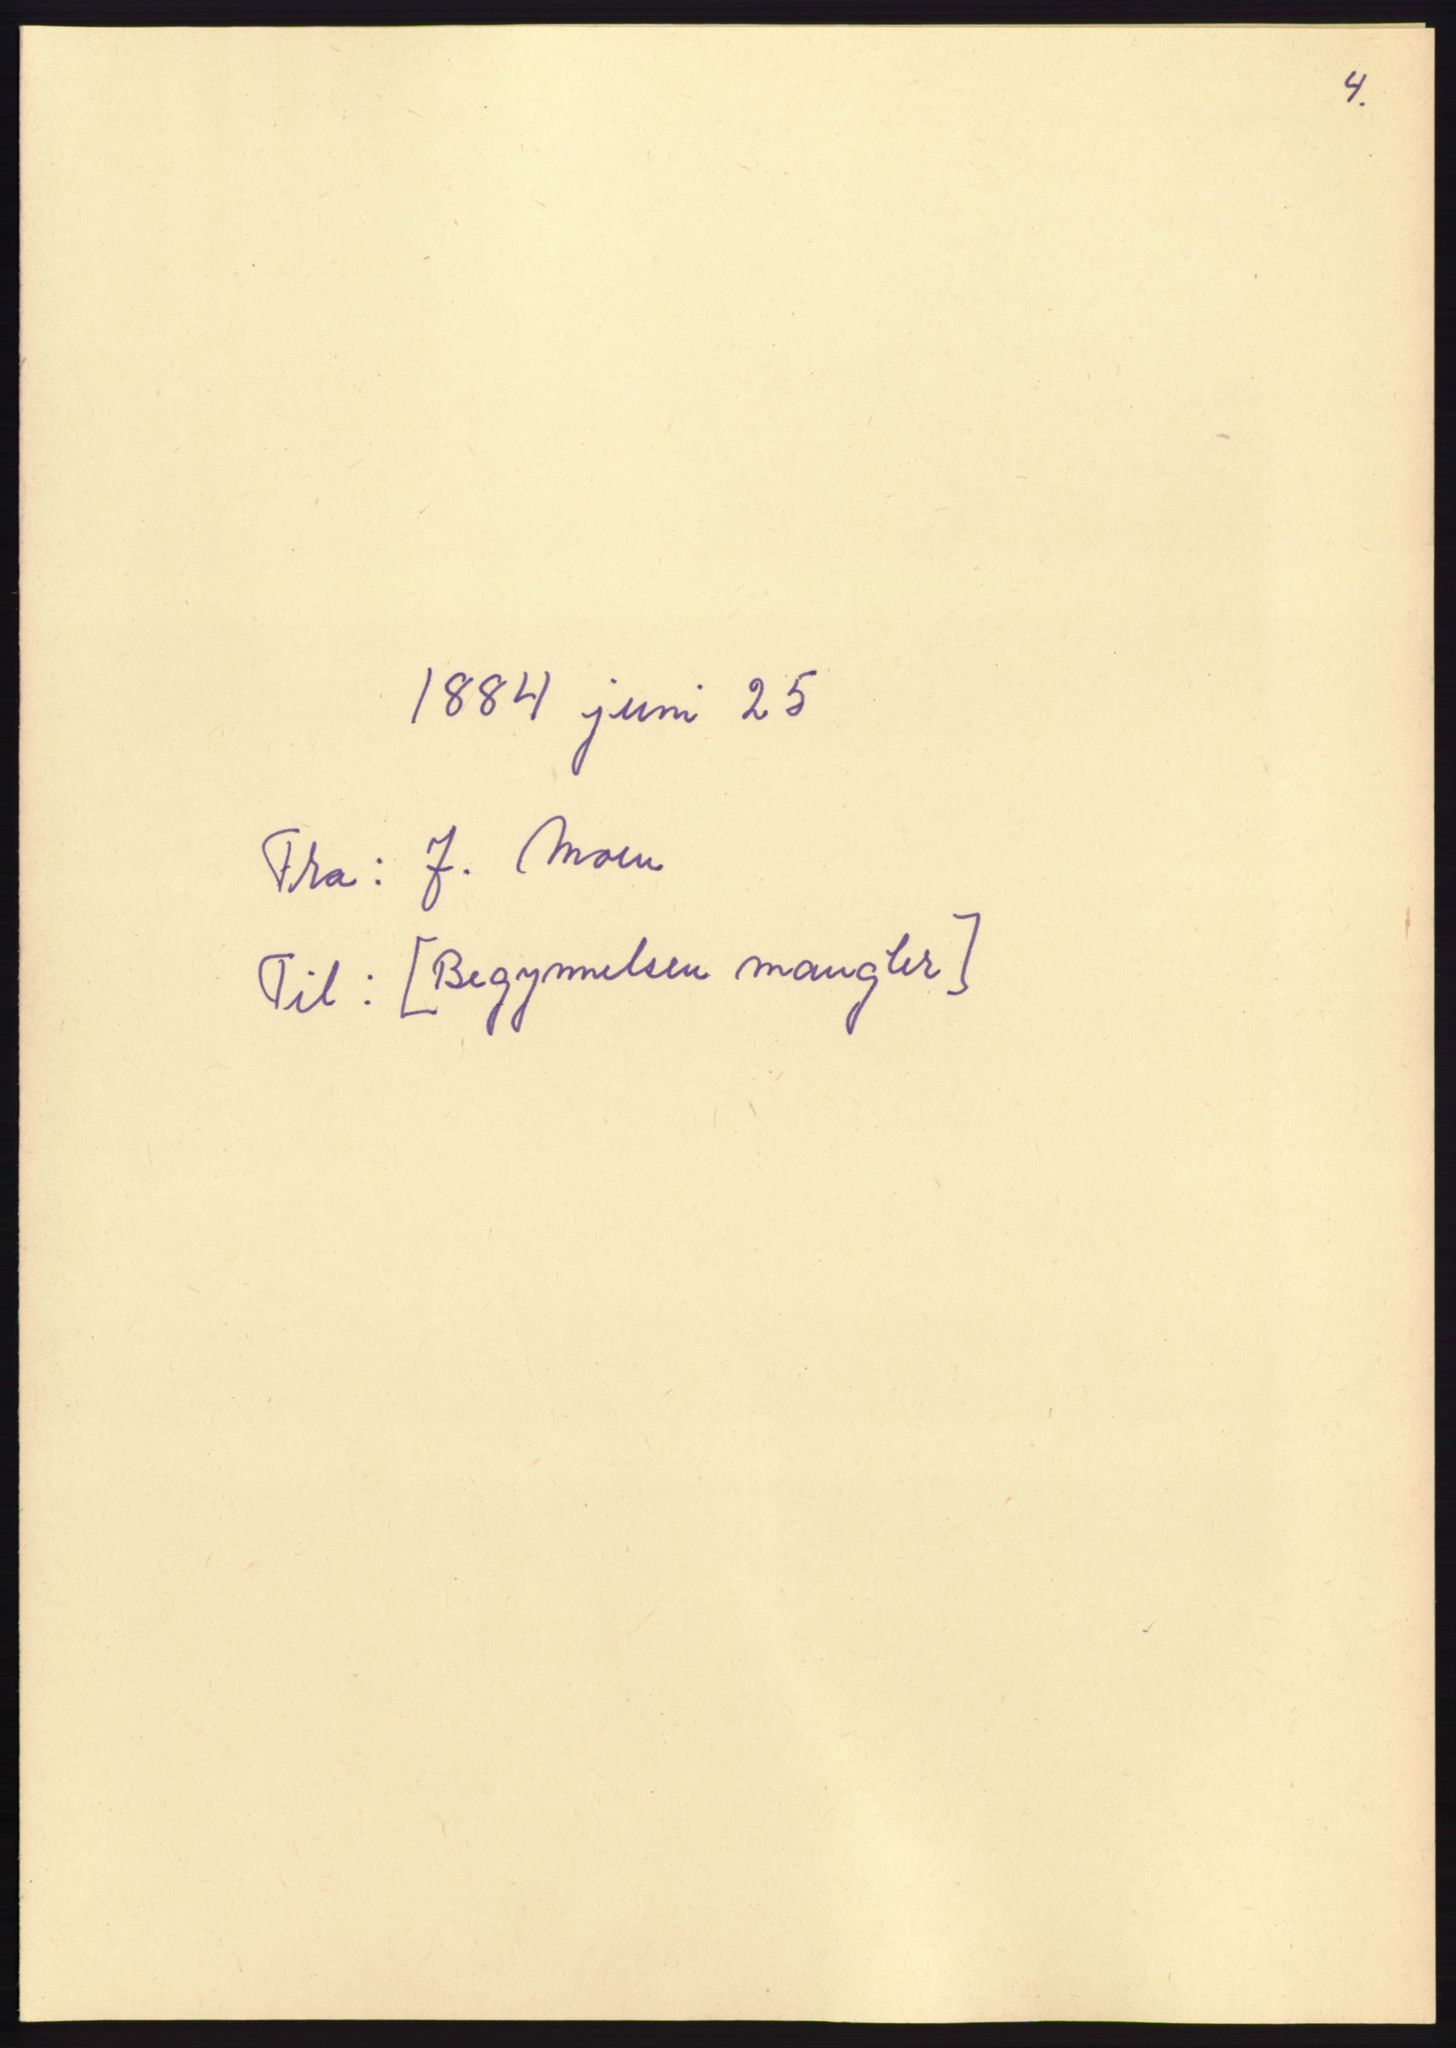 4.
1884 juni 25
Fra: J. Moen
Til: [Begynnelsen mangler]